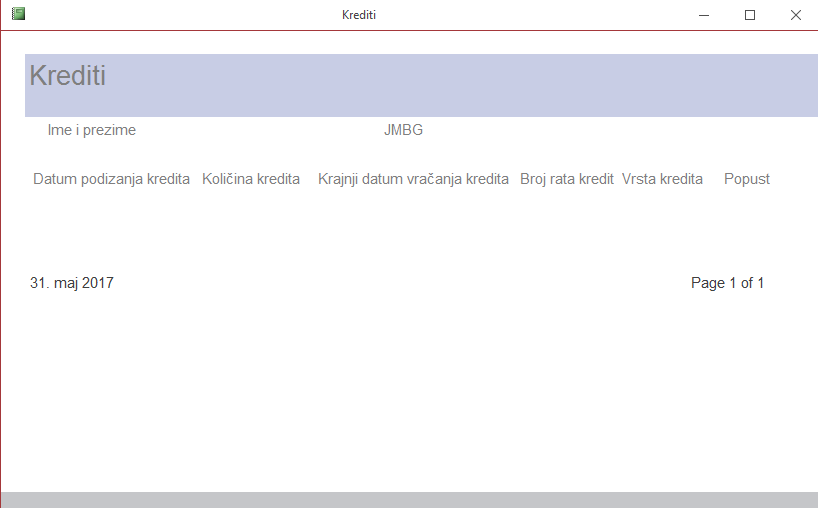 Krediti
Krediti
Ime i prezime JMBG
Datum podizanja kredita Količina kredita Krajnji datum vračanja kredita Broj rata kredit Vrsta kredita Popust
31. maj 2017 Page 1 of 1